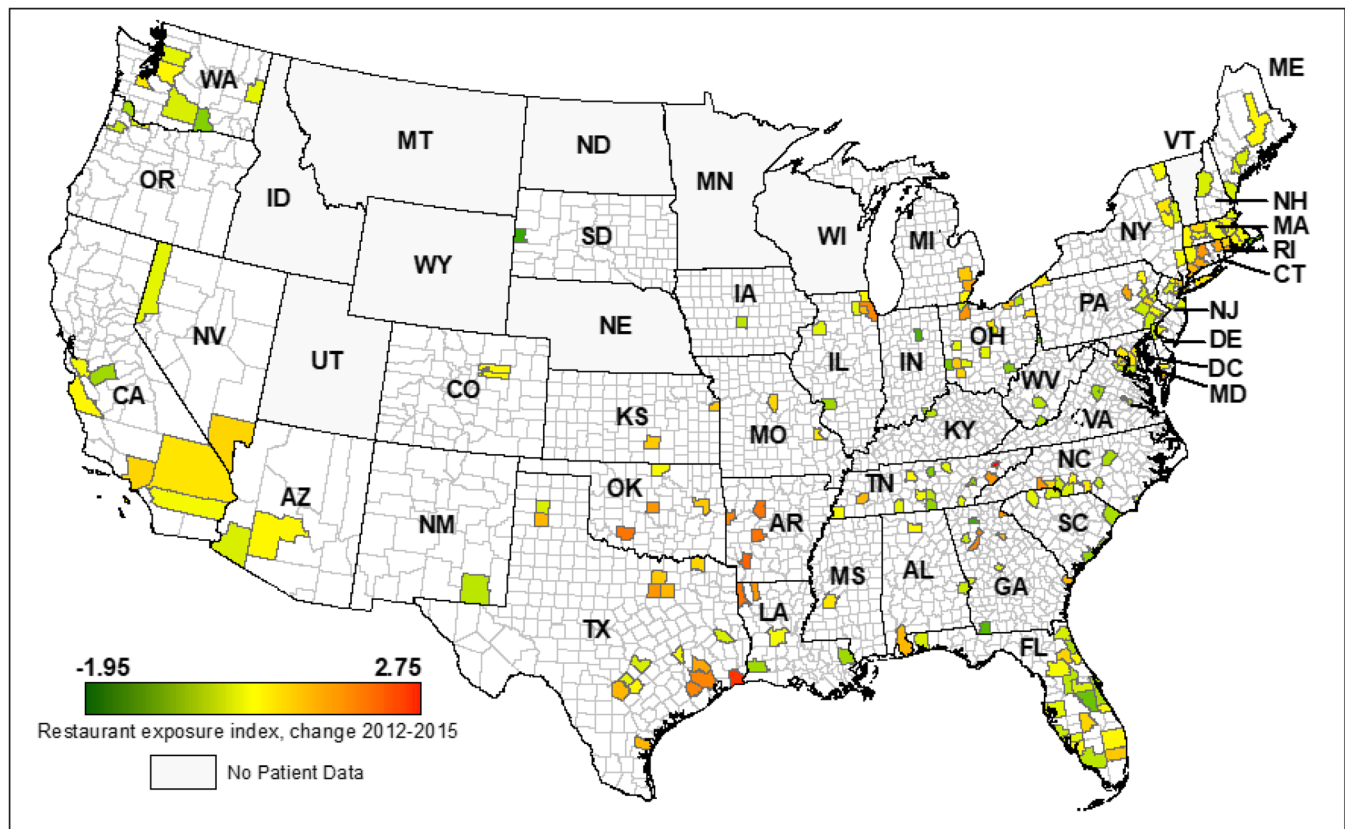 ME
WA
VT
MT
ND
OR
MN
ID
NH
SD
WI
NY
MA
MI
WY
RI
CT
IA
PA
NE
NV
NJ
OH
IL
IN
DE
UT
CA
CO
WV
DC
KS
MO
VA
MD
KY
NC
TN
OK
AZ
NM
AR
SC
MS
AL
GA
LA
TX
FL
-1.95 2.75
Restaurant exposure index, change 2012-2015
No Patient Data